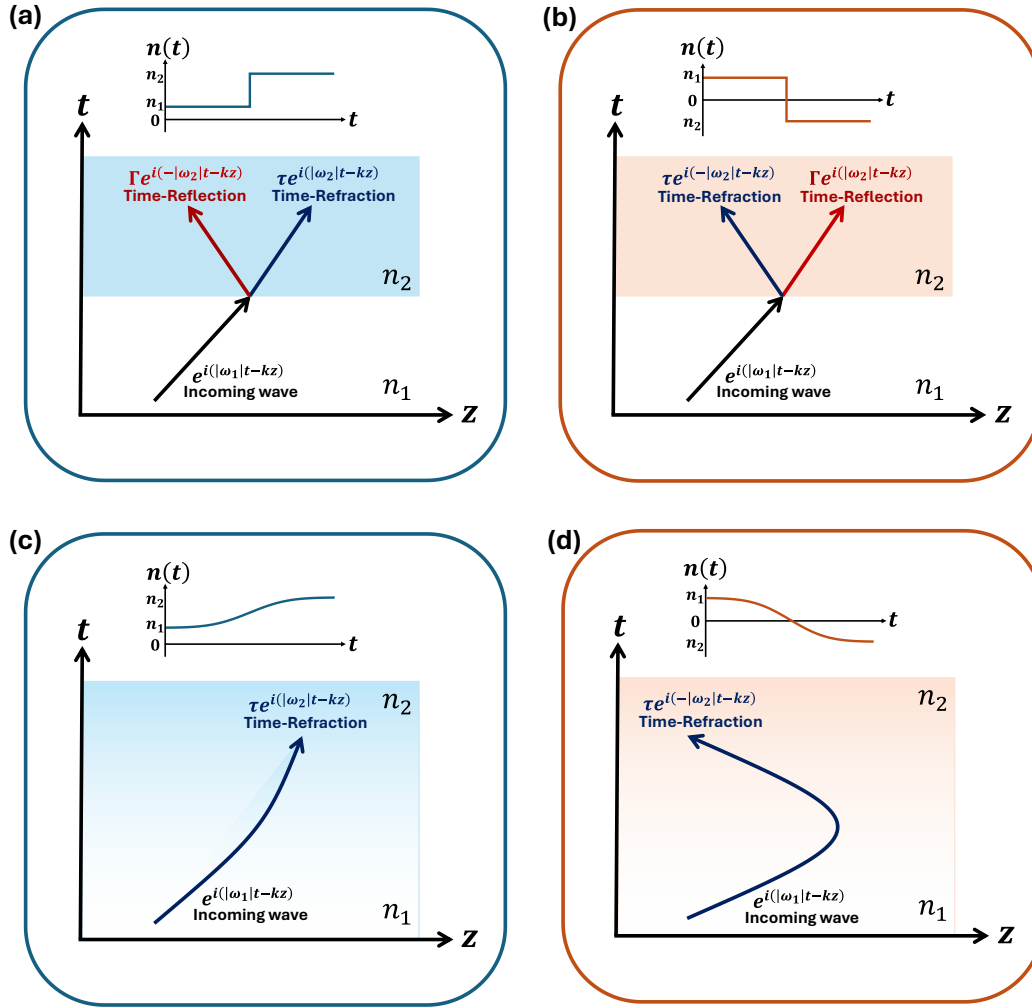 (a)
n(t)
n₂
n₁
0
t
t
Γe^{i(−|ω₂|t−kz)}
Time-Reflection
τe^{i(|ω₂|t−kz)}
Time-Refraction
n₂
e^{i(|ω₁|t−kz)}
Incoming wave
n₁
z
(b)
n(t)
n₁
0
n₂
t
t
τe^{i(−|ω₂|t−kz)}
Time-Refraction
Γe^{i(|ω₂|t−kz)}
Time-Reflection
n₂
e^{i(|ω₁|t−kz)}
Incoming wave
n₁
z
(c)
n(t)
n₂
n₁
0
t
t
n₂
τe^{i(|ω₂|t−kz)}
Time-Refraction
e^{i(|ω₁|t−kz)}
Incoming wave
n₁
z
(d)
n(t)
n₁
0
n₂
t
t
n₂
τe^{i(−|ω₂|t−kz)}
Time-Refraction
e^{i(|ω₁|t−kz)}
Incoming wave
n₁
z